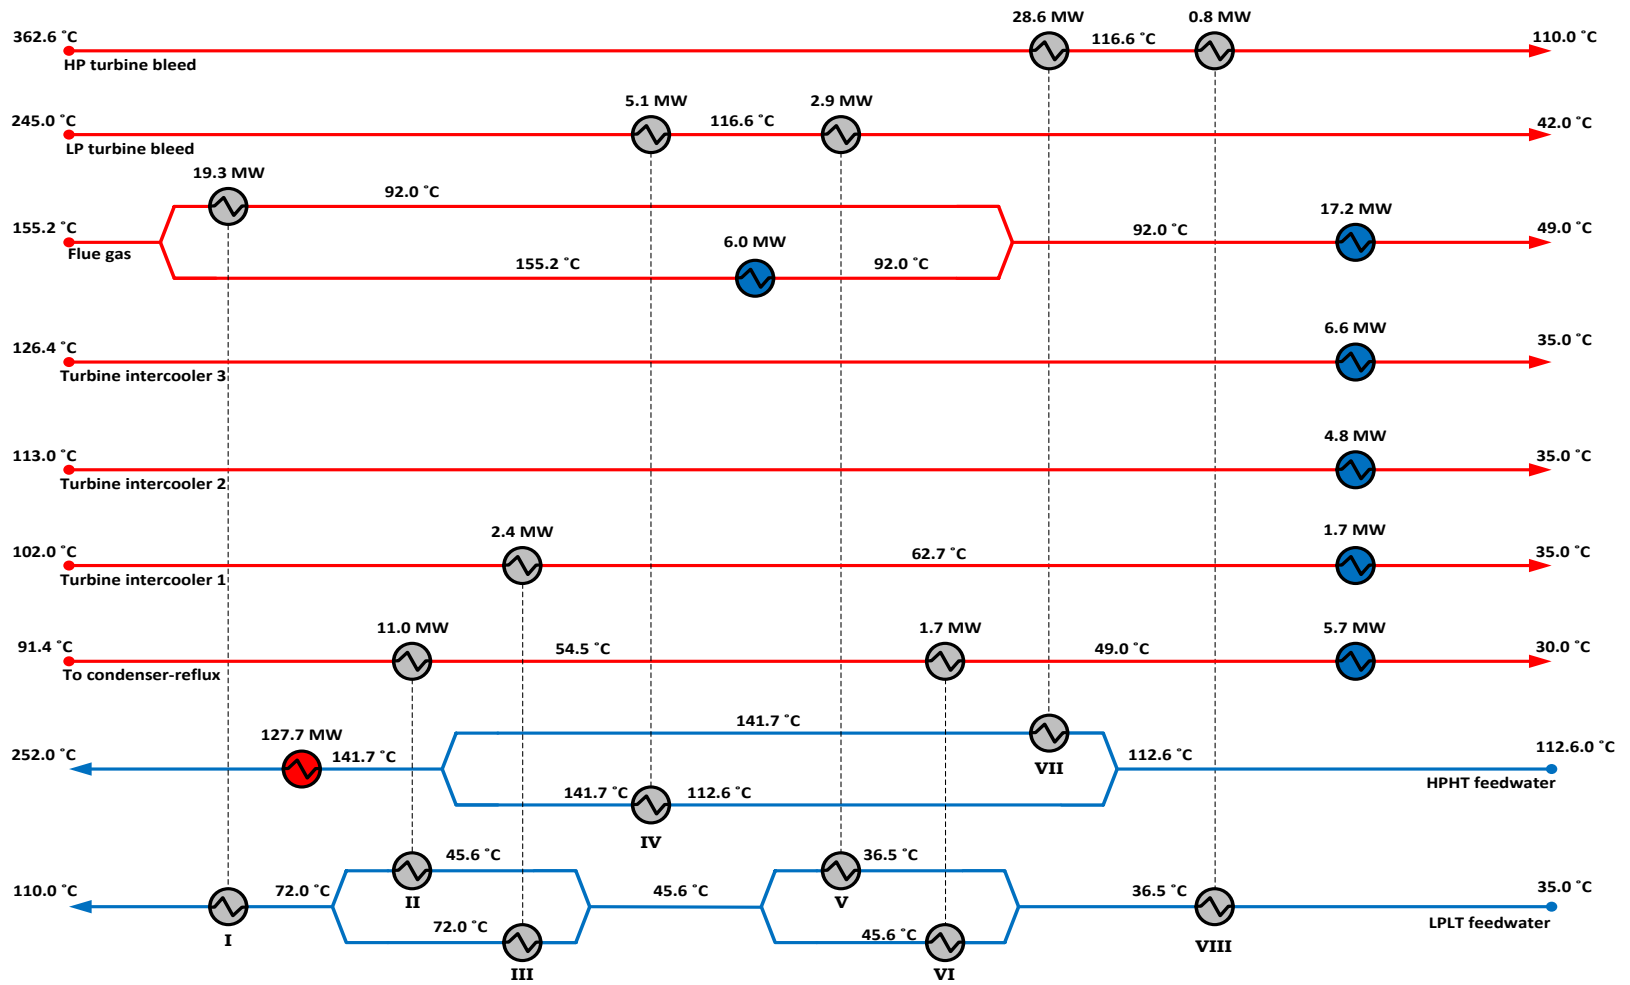 28.6 MW
0.8 MW
362.6 ˚C
116.6 ˚C
110.0 ˚C
HP turbine bleed
5.1 MW
2.9 MW
245.0 ˚C
116.6 ˚C
42.0 ˚C
LP turbine bleed
19.3 MW
92.0 ˚C
155.2 ˚C
17.2 MW
92.0 ˚C
49.0 ˚C
Flue gas
6.0 MW
155.2 ˚C
92.0 ˚C
6.6 MW
126.4 ˚C
35.0 ˚C
Turbine intercooler 3
4.8 MW
113.0 ˚C
35.0 ˚C
Turbine intercooler 2
2.4 MW
1.7 MW
102.0 ˚C
62.7 ˚C
35.0 ˚C
Turbine intercooler 1
11.0 MW
1.7 MW
5.7 MW
91.4 ˚C
54.5 ˚C
49.0 ˚C
30.0 ˚C
To condenser-reflux
141.7 ˚C
127.7 MW
252.0 ˚C
141.7 ˚C
VII
112.6 ˚C
112.6.0 ˚C
HPHT feedwater
141.7 ˚C
112.6 ˚C
IV
45.6 ˚C
36.5 ˚C
110.0 ˚C
72.0 ˚C
II
45.6 ˚C
V
36.5 ˚C
35.0 ˚C
LPLT feedwater
I
72.0 ˚C
45.6 ˚C
VIII
III
VI